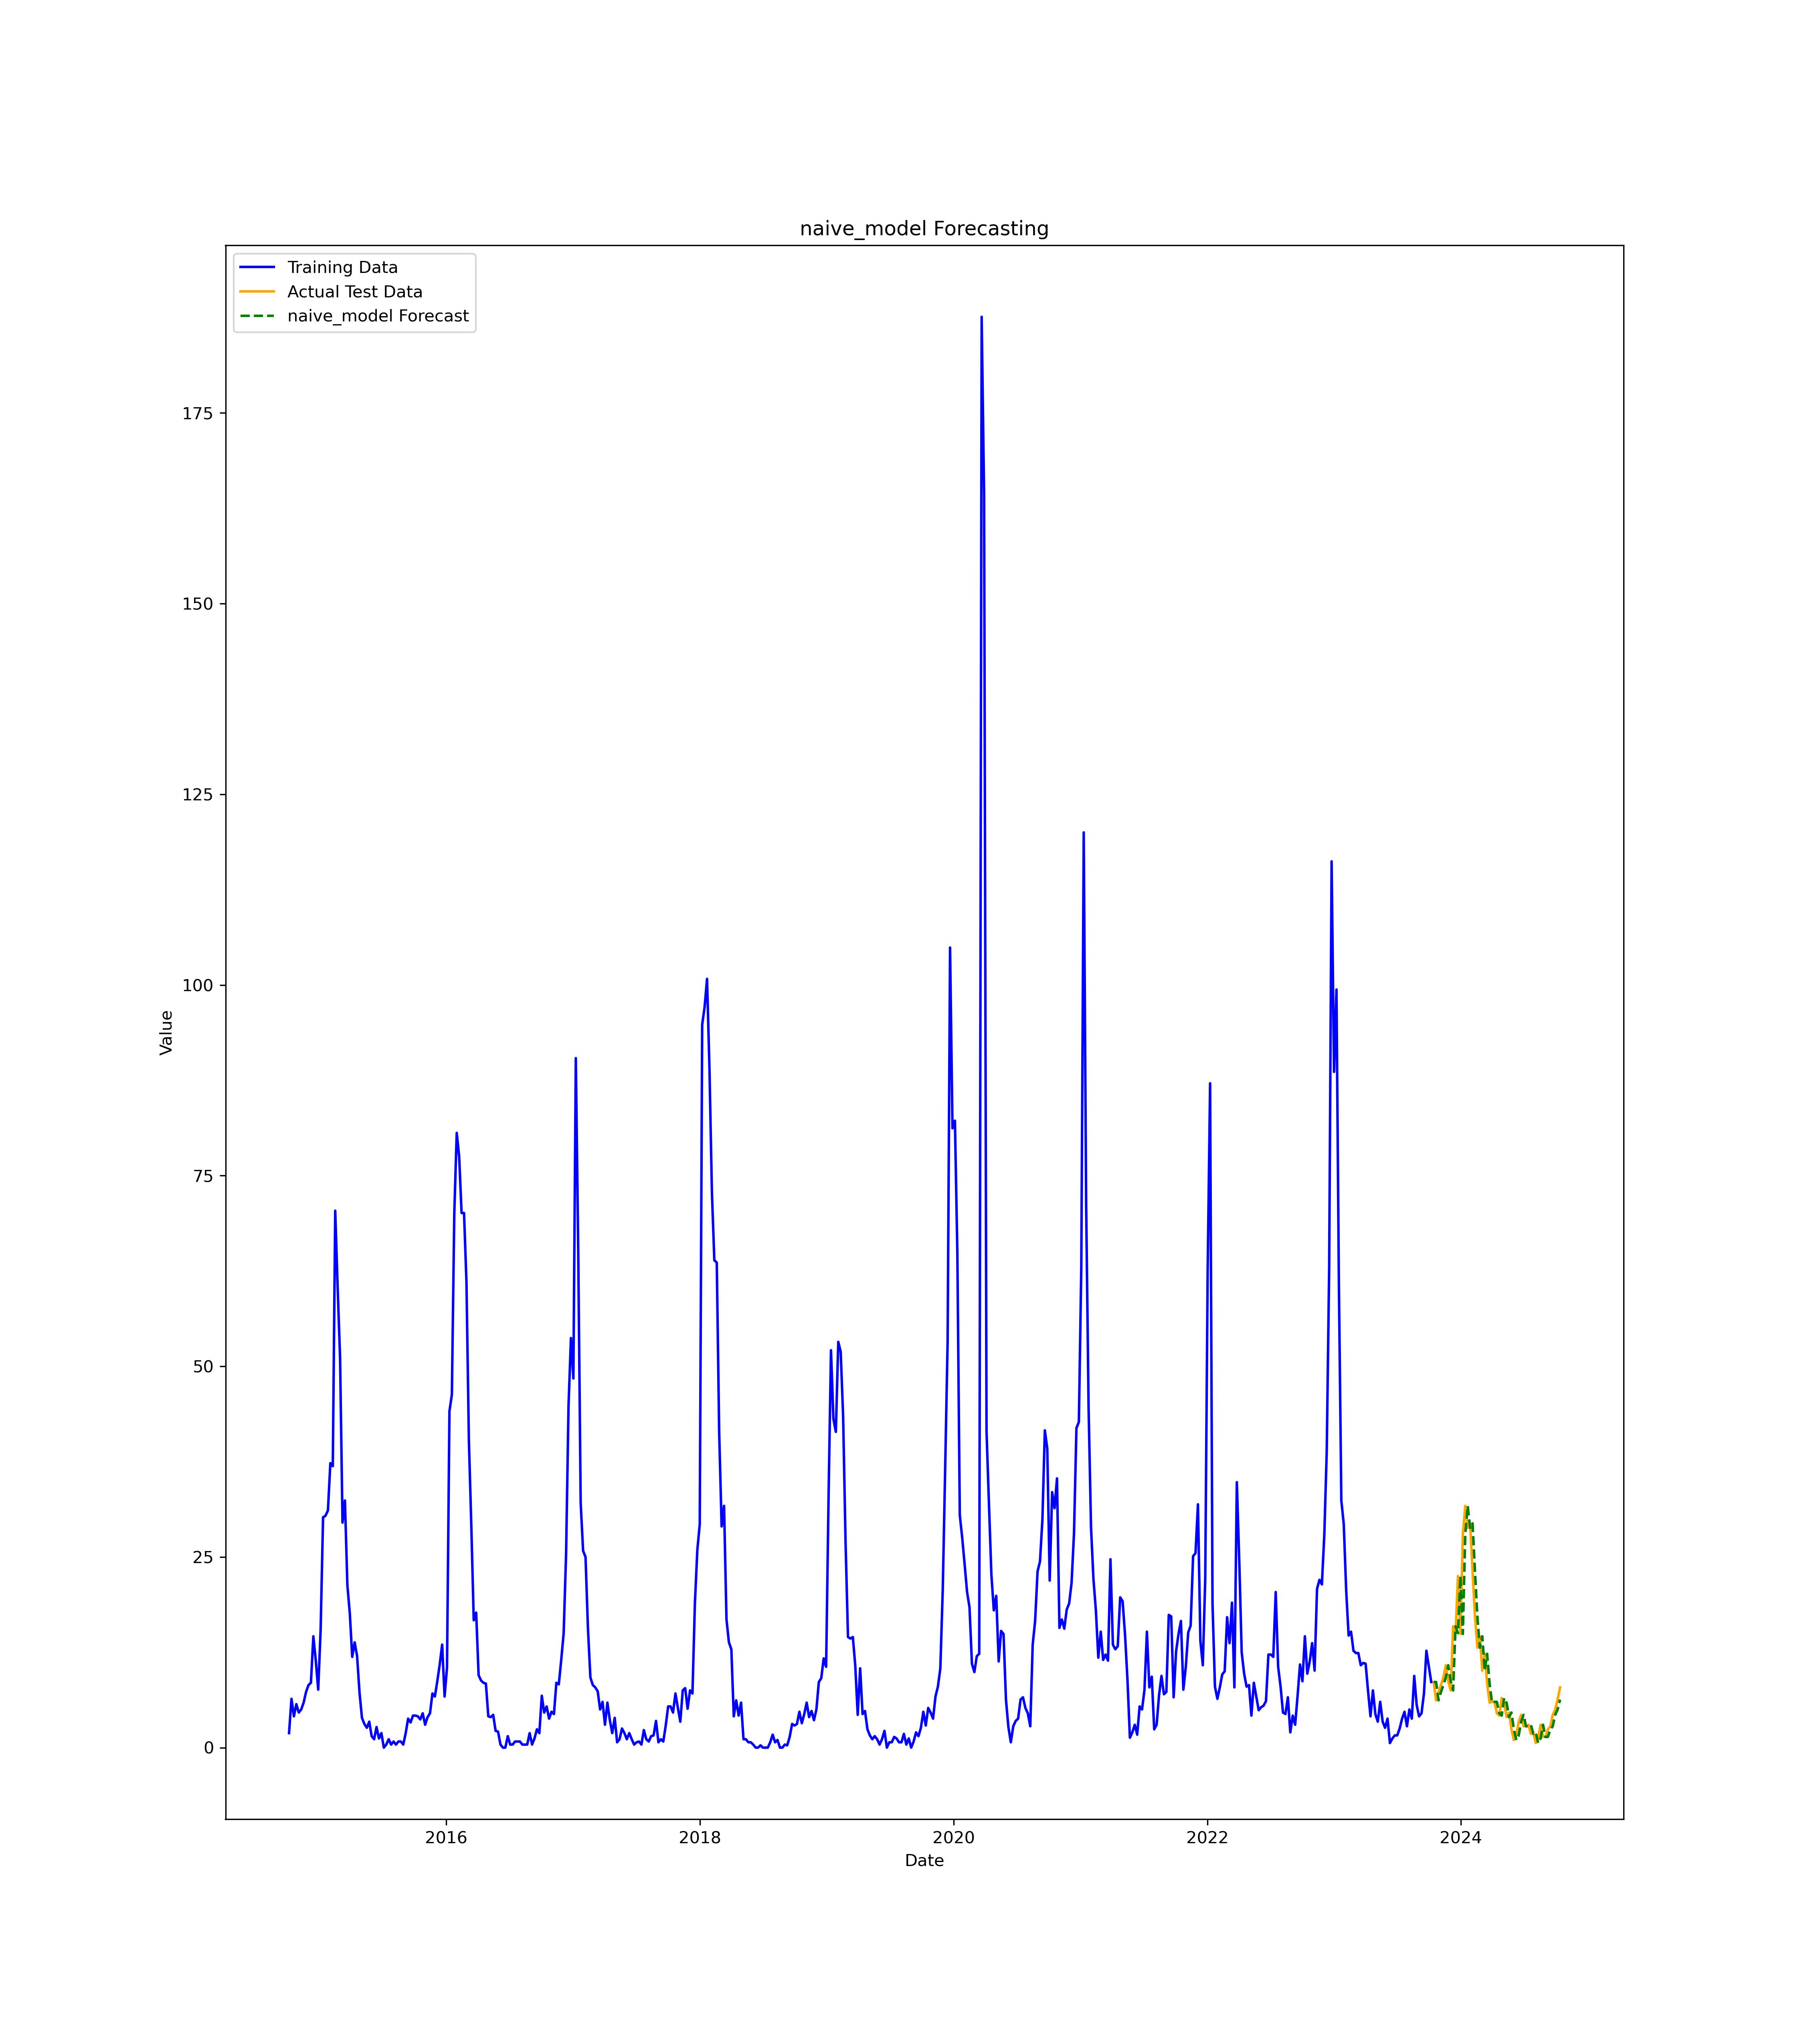 naive_model Forecasting
Training Data
Actual Test Data
naive_model Forecast
175
150
125
100
75
50
25
0
Value
2016 2018 2020 2022 2024
Date